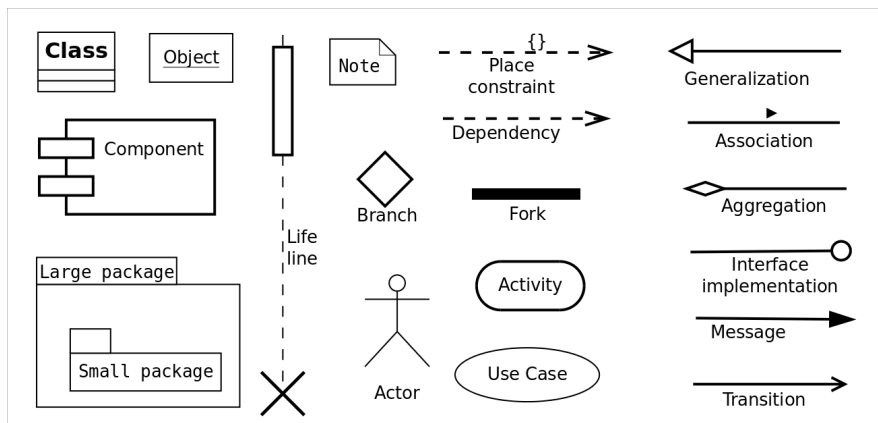 Class
Object
Note
{}
Place
constraint
Generalization
Component
Dependency
Association
Branch
Fork
Aggregation
Life
line
Large package
Small package
Activity
Interface
implementation
Message
Actor
Use Case
Transition